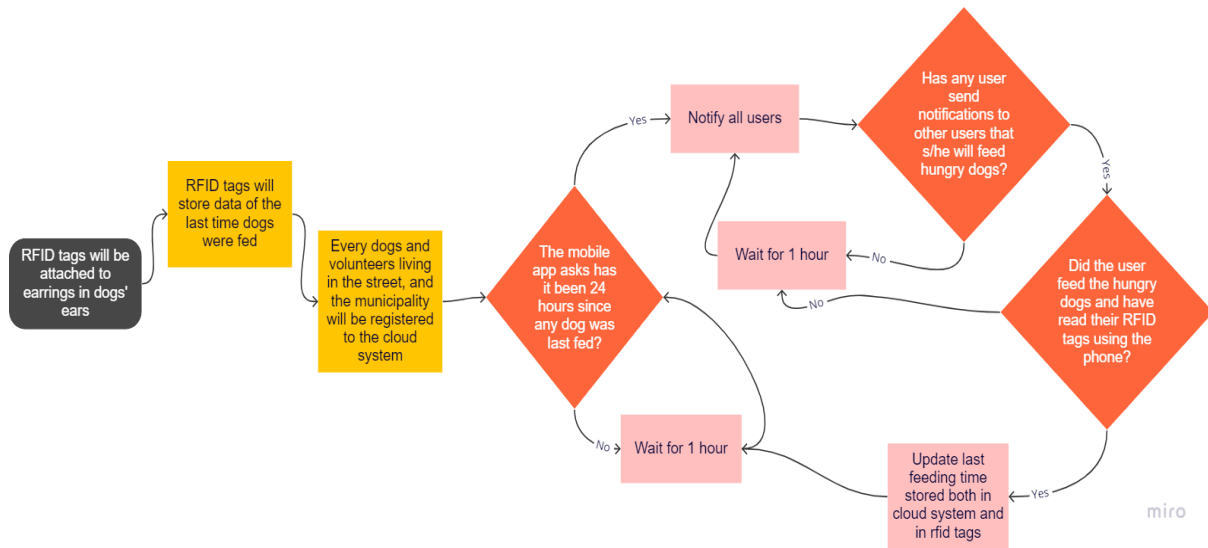 RFID tags will be
attached to
earrings in dogs'
ears
RFID tags will
store data of the
last time dogs
were fed
Every dogs and
volunteers living
in the street, and
the municipality
will be registered
to the cloud
system
The mobile
app asks has
it been 24
hours since
any dog was
last fed?
Yes
Notify all users
Has any user
send
notifications to
other users that
s/he will feed
hungry dogs?
Yes
No
Wait for 1 hour
Did the user
feed the hungry
dogs and have
read their RFID
tags using the
phone?
No
Yes
Update last
feeding time
stored both in
cloud system and
in rfid tags
No
Wait for 1 hour
miro